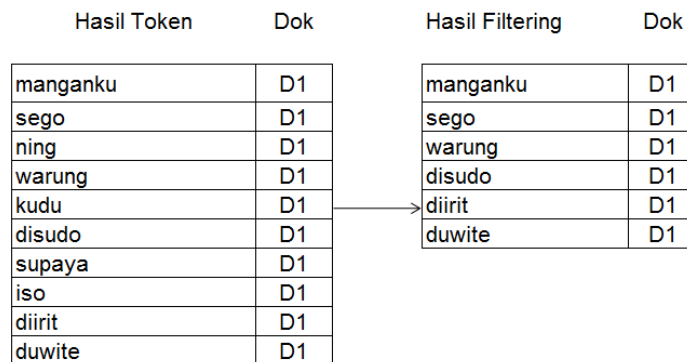 Hasil Token Dok
manganku D1
sego D1
ning D1
warung D1
kudu D1
disudo D1
supaya D1
iso D1
diirit D1
duwite D1
Hasil Filtering Dok
manganku D1
sego D1
warung D1
disudo D1
diirit D1
duwite D1